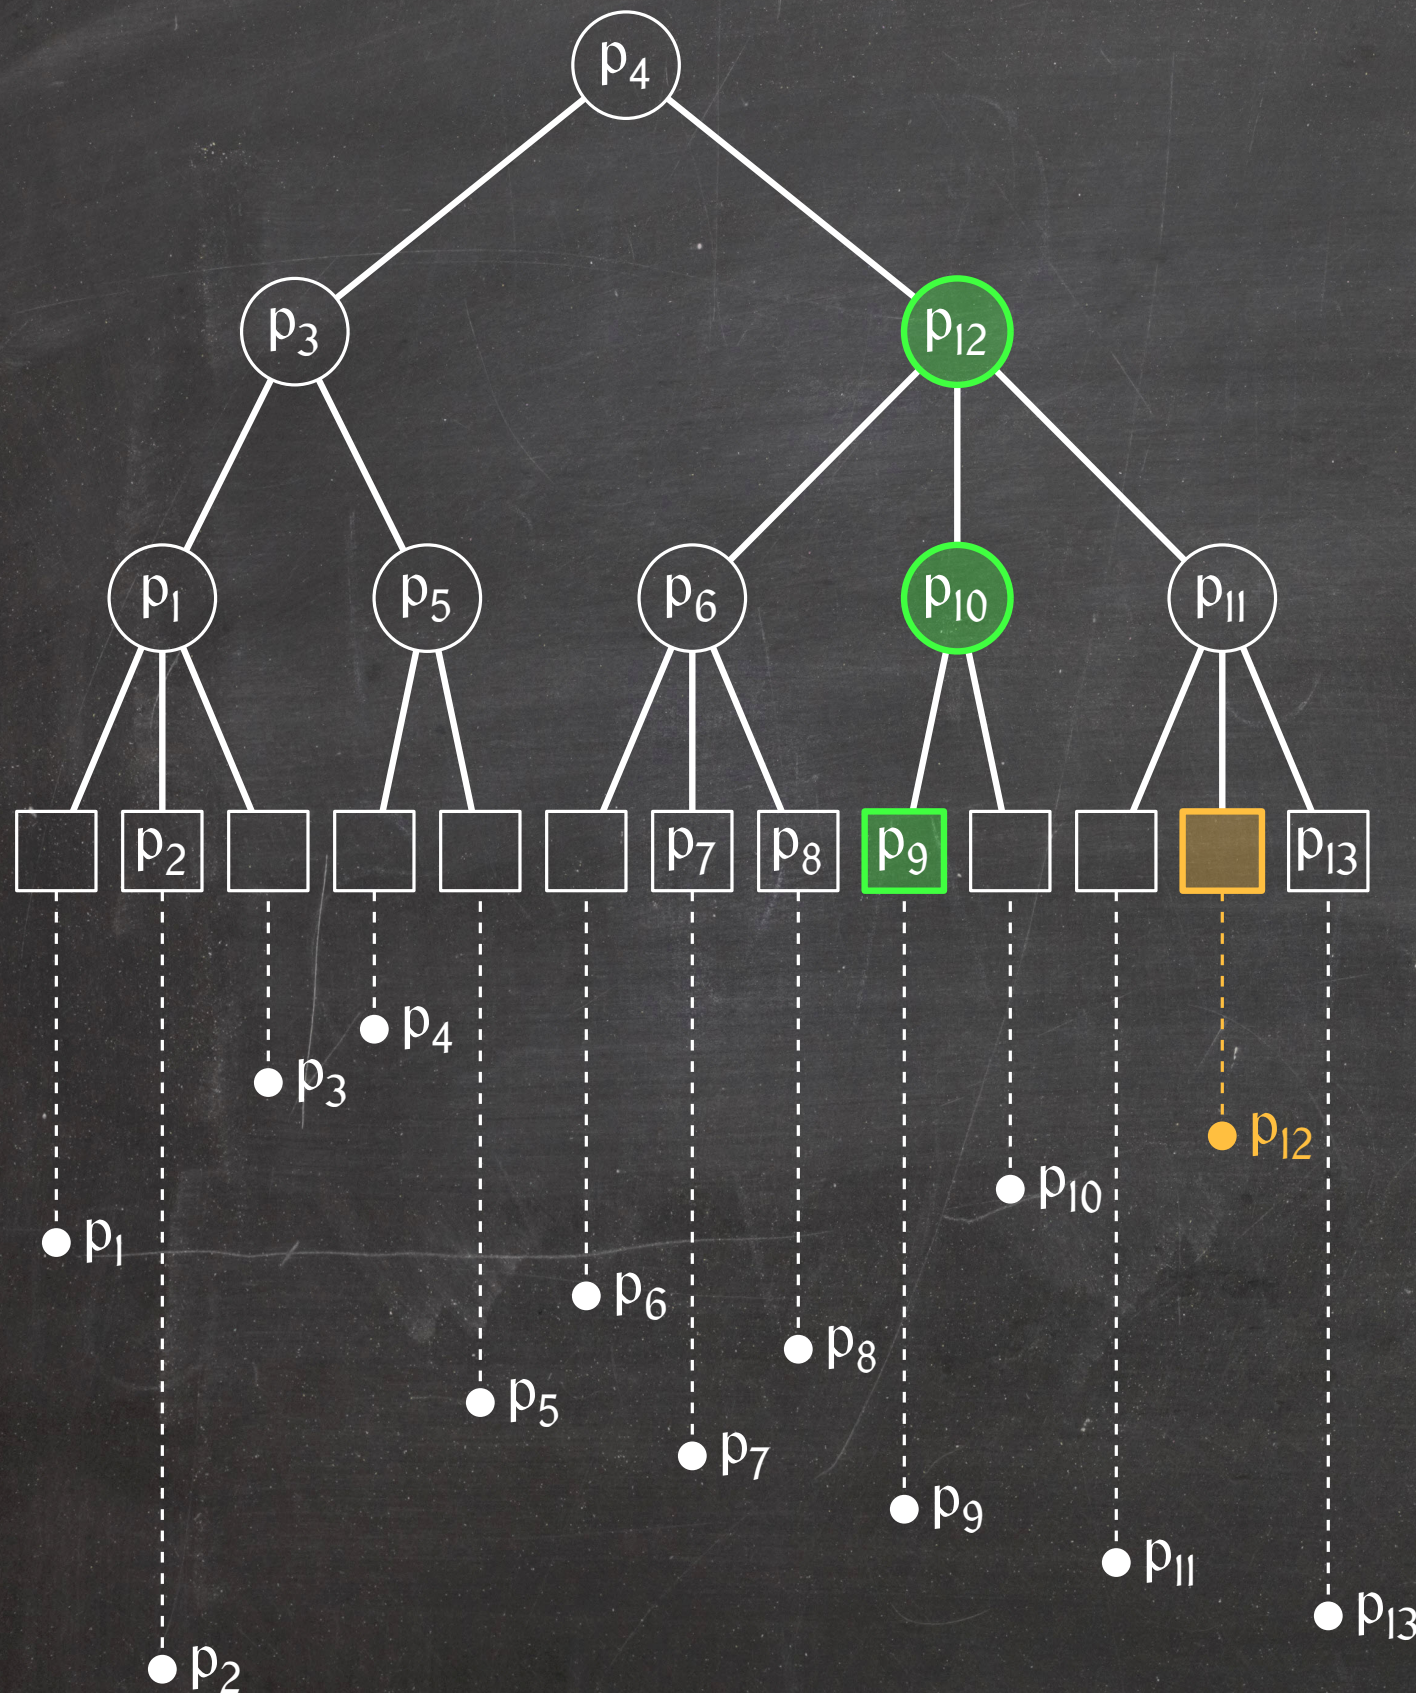 p₄
p₃ p₁₂
p₁ p₅ p₆ p₁₀ p₁₁
p₂ p₇ p₈ p₉ p₁₃
p₄
p₃
p₁₂
p₁₀
p₁
p₆
p₈
p₅
p₇
p₉
p₁₁
p₁₃
p₂